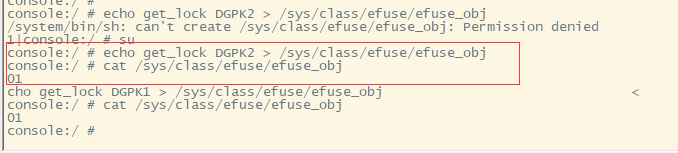 console:/ #
console:/ # echo get_lock DGPK2 > /sys/class/efuse/efuse_obj
/system/bin/sh: can't create /sys/class/efuse/efuse_obj: Permission denied
1|console:/ # su
console:/ # echo get_lock DGPK2 > /sys/class/efuse/efuse_obj
console:/ # cat /sys/class/efuse/efuse_obj
01
cho get_lock DGPK1 > /sys/class/efuse/efuse_obj <
console:/ # cat /sys/class/efuse/efuse_obj
01
console:/ #